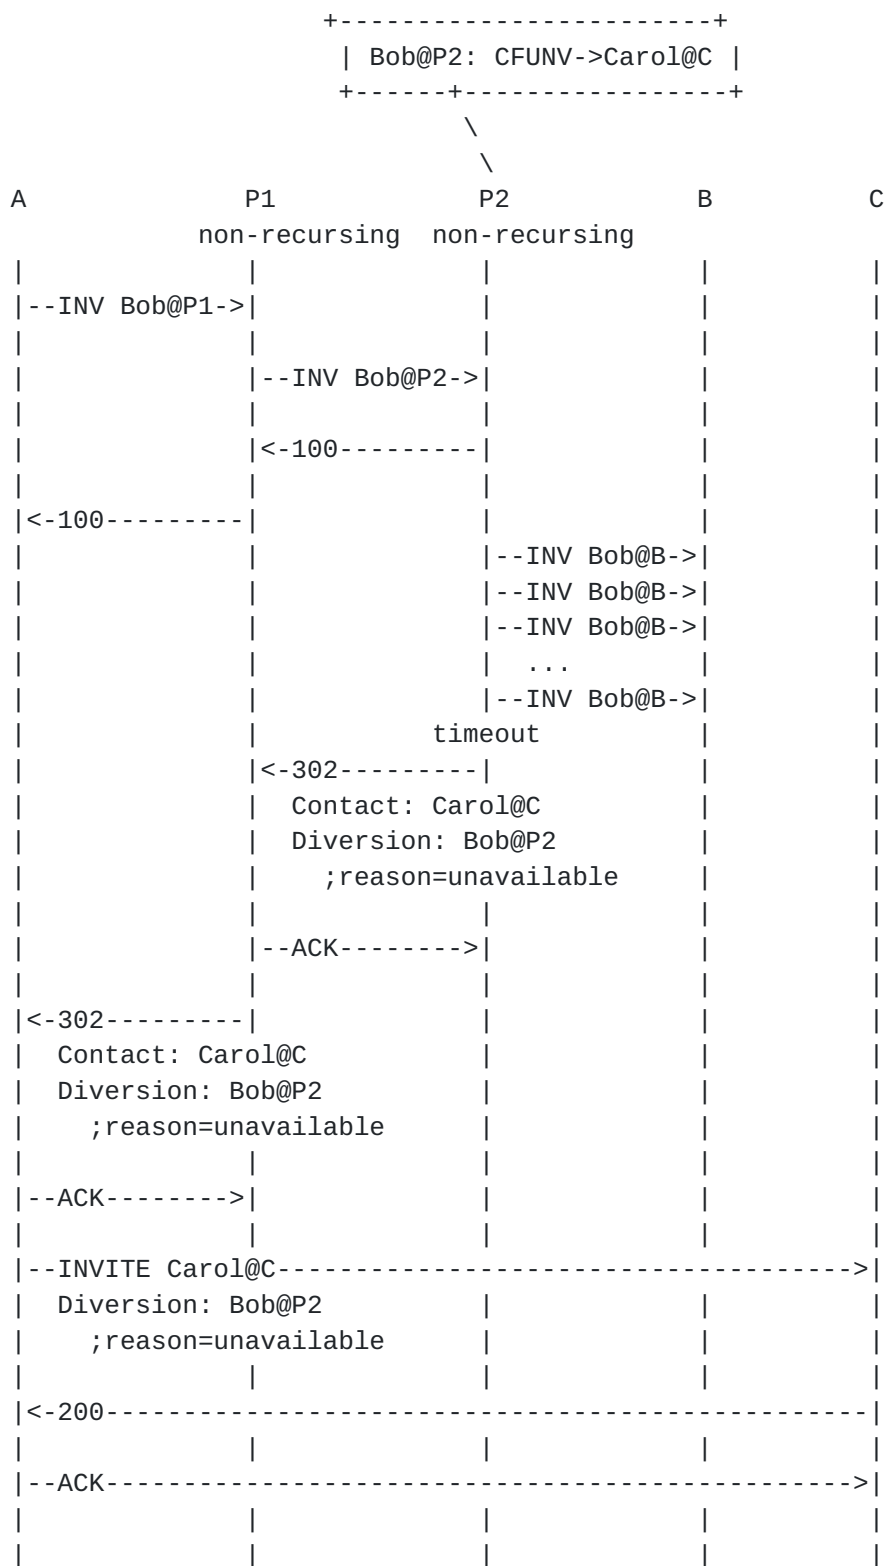 +------------------------+
| Bob@P2: CFUNV->Carol@C |
+------+-----------------+
\
\
A P1 P2 B C
non-recursing non-recursing
| | | | |
|--INV Bob@P1->| | | |
| | | | |
| |--INV Bob@P2->| | |
| | | | |
| |<-100---------| | |
| | | | |
|<-100---------| | | |
| | |--INV Bob@B->| |
| | |--INV Bob@B->| |
| | |--INV Bob@B->| |
| | | ... | |
| | |--INV Bob@B->| |
| | timeout | |
| |<-302---------| | |
| | Contact: Carol@C | |
| | Diversion: Bob@P2 | |
| | ;reason=unavailable | |
| | | | |
| |--ACK-------->| | |
| | | | |
|<-302---------| | | |
| Contact: Carol@C | | |
| Diversion: Bob@P2 | | |
| ;reason=unavailable | | |
| | | | |
|--ACK-------->| | | |
| | | | |
|--INVITE Carol@C------------------------------------->|
| Diversion: Bob@P2 | | |
| ;reason=unavailable | | |
| | | | |
|<-200-------------------------------------------------|
| | | | |
|--ACK------------------------------------------------>|
| | | | |
| | | | |